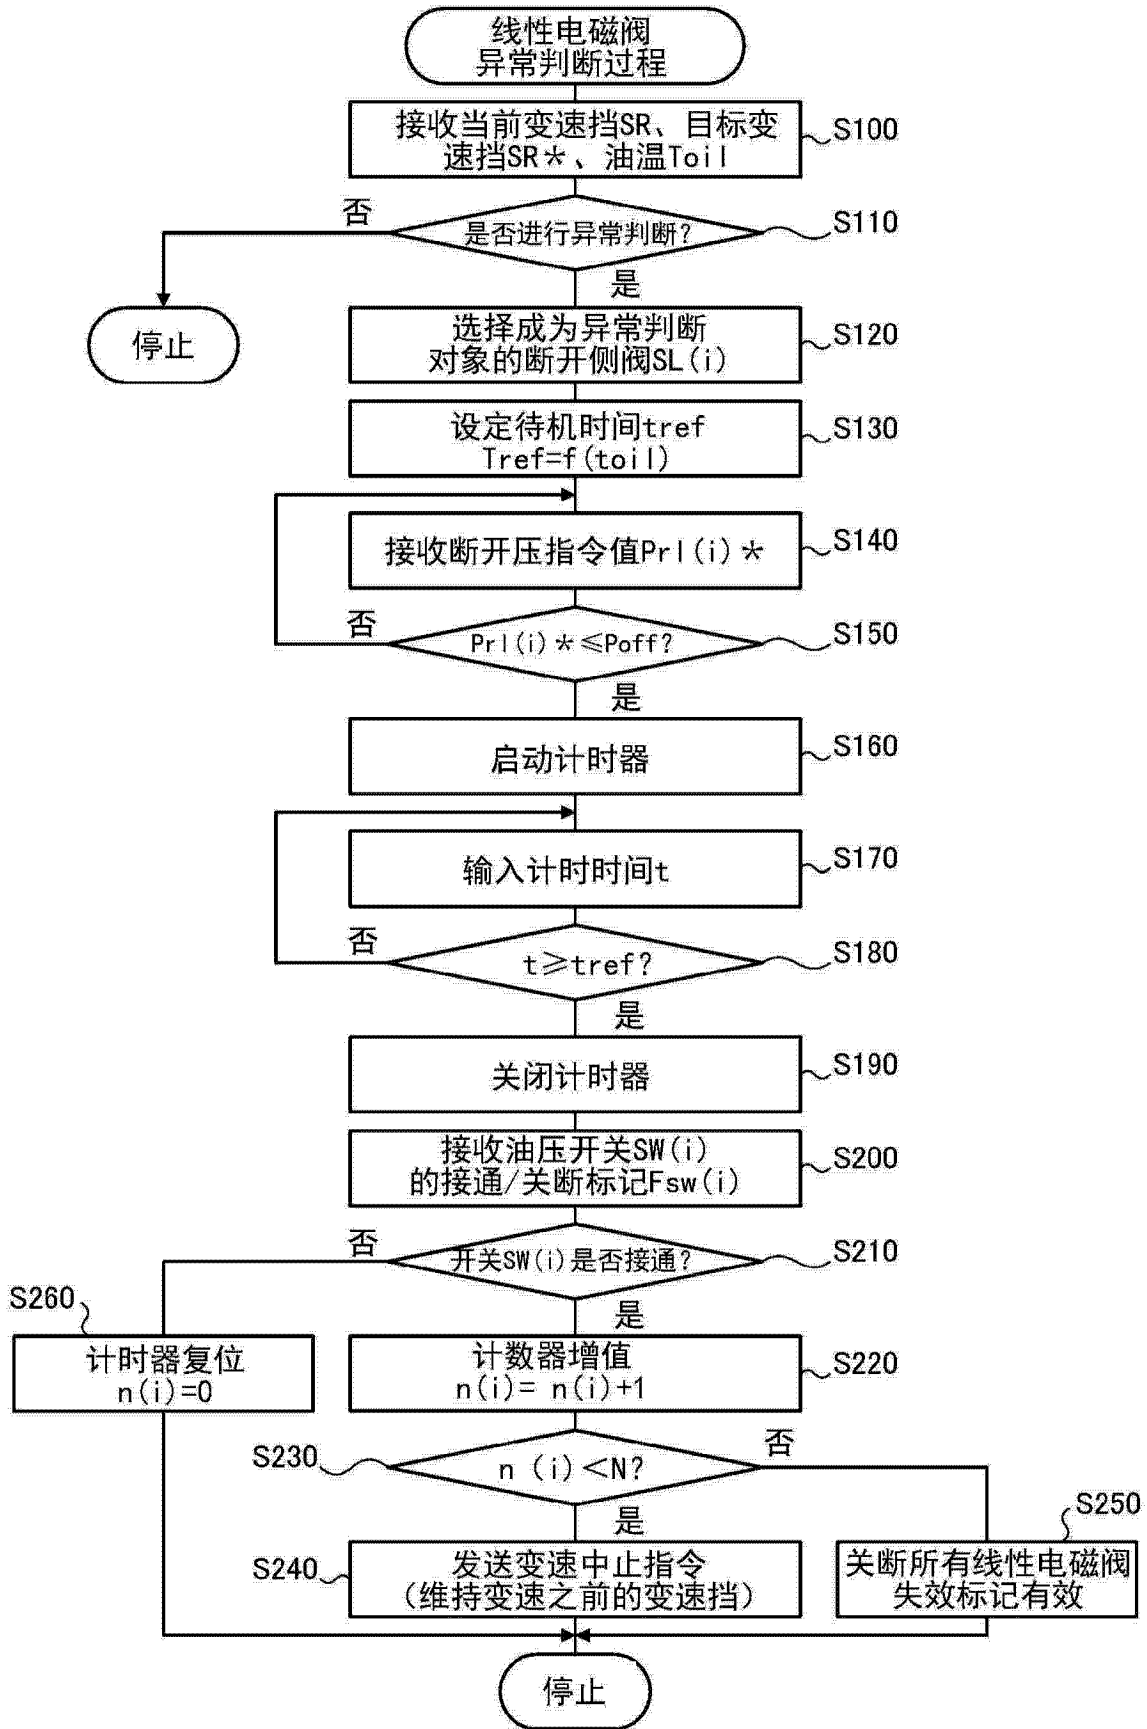 线性电磁阀
异常判断过程
接收当前变速挡SR、目标变
速挡SR＊、油温Toil
S100
否
是否进行异常判断?
S110
是
停止
选择成为异常判断
对象的断开侧阀SL(i)
S120
设定待机时间tref
Tref=f(toil)
S130
接收断开压指令值Prl(i)＊
S140
否
Prl(i)＊≤Poff?
S150
是
启动计时器
S160
输入计时时间t
S170
否
t≥tref?
S180
是
关闭计时器
S190
接收油压开关SW(i)
的接通/关断标记Fsw(i)
S200
否
开关SW(i)是否接通?
S210
是
S260
计时器复位
n(i)=0
计数器增值
n(i)= n(i)+1
S220
S230
n (i)＜N?
否
是
S240
发送变速中止指令
(维持变速之前的变速挡)
S250
关断所有线性电磁阀
失效标记有效
停止